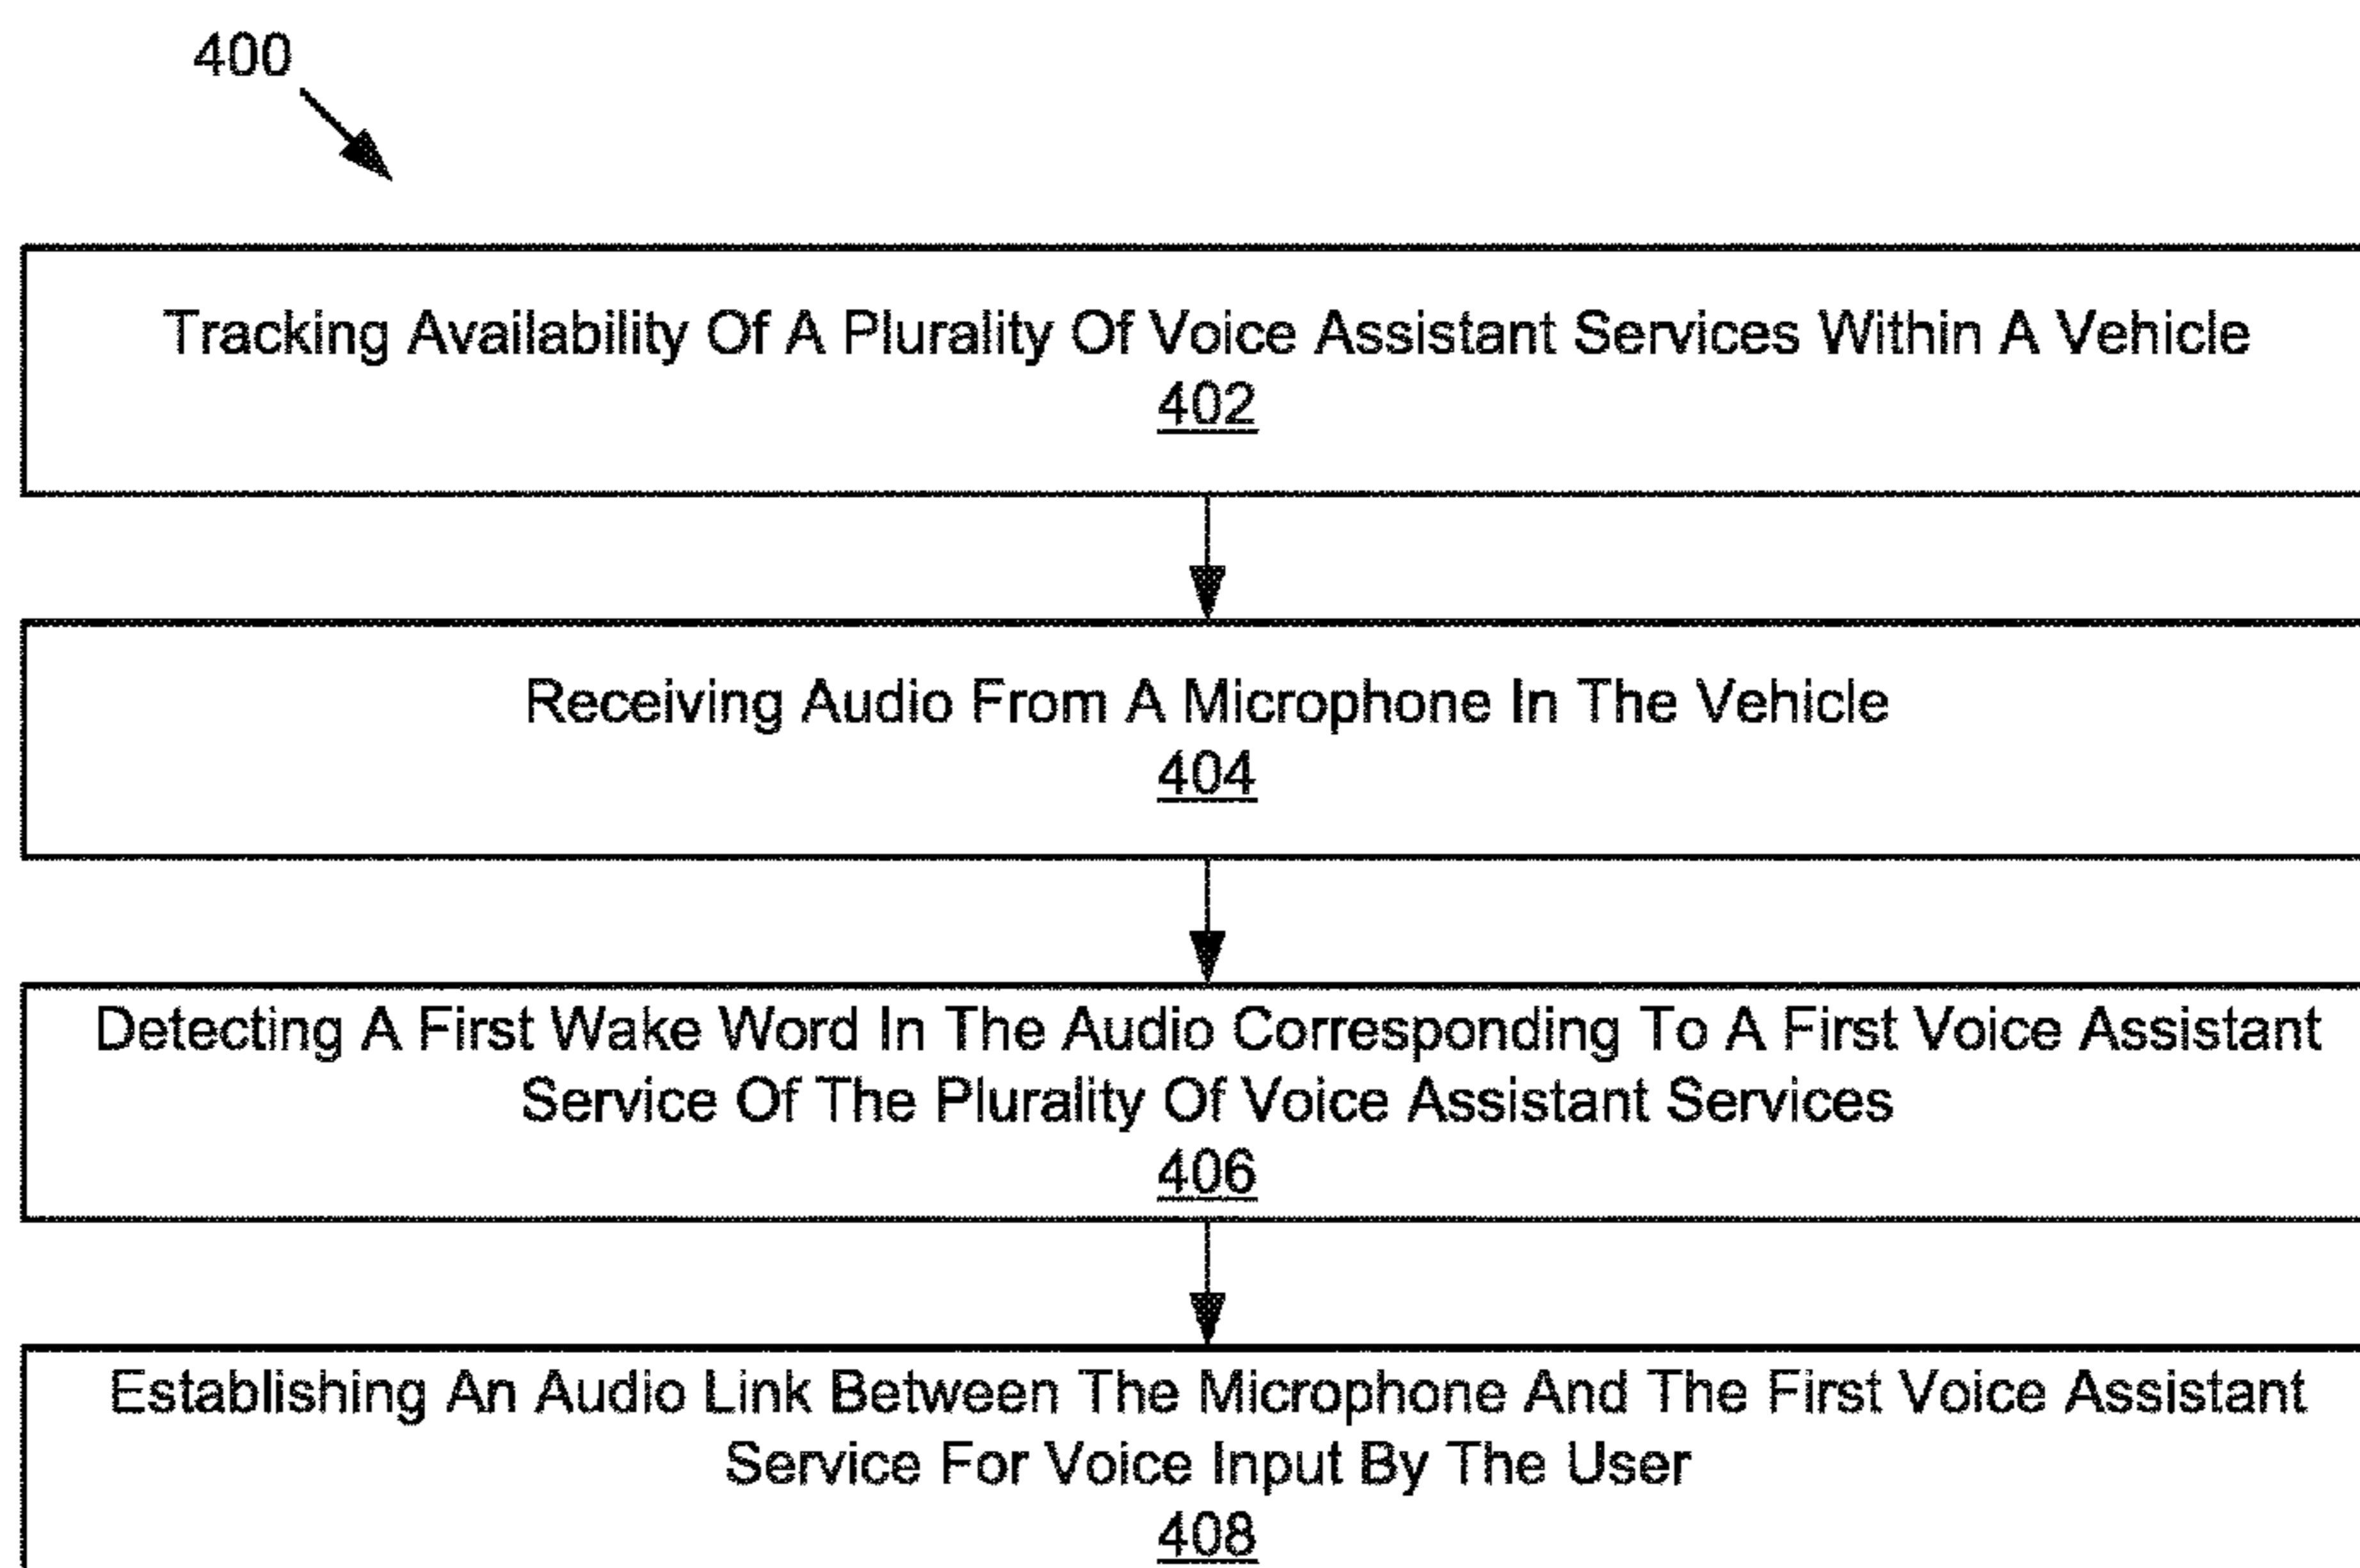 400
Tracking Availability Of A Plurality Of Voice Assistant Services Within A Vehicle
402
Receiving Audio From A Microphone In The Vehicle
404
Detecting A First Wake Word In The Audio Corresponding To A First Voice Assistant
Service Of The Plurality Of Voice Assistant Services
406
Establishing An Audio Link Between The Microphone And The First Voice Assistant
Service For Voice Input By The User
408